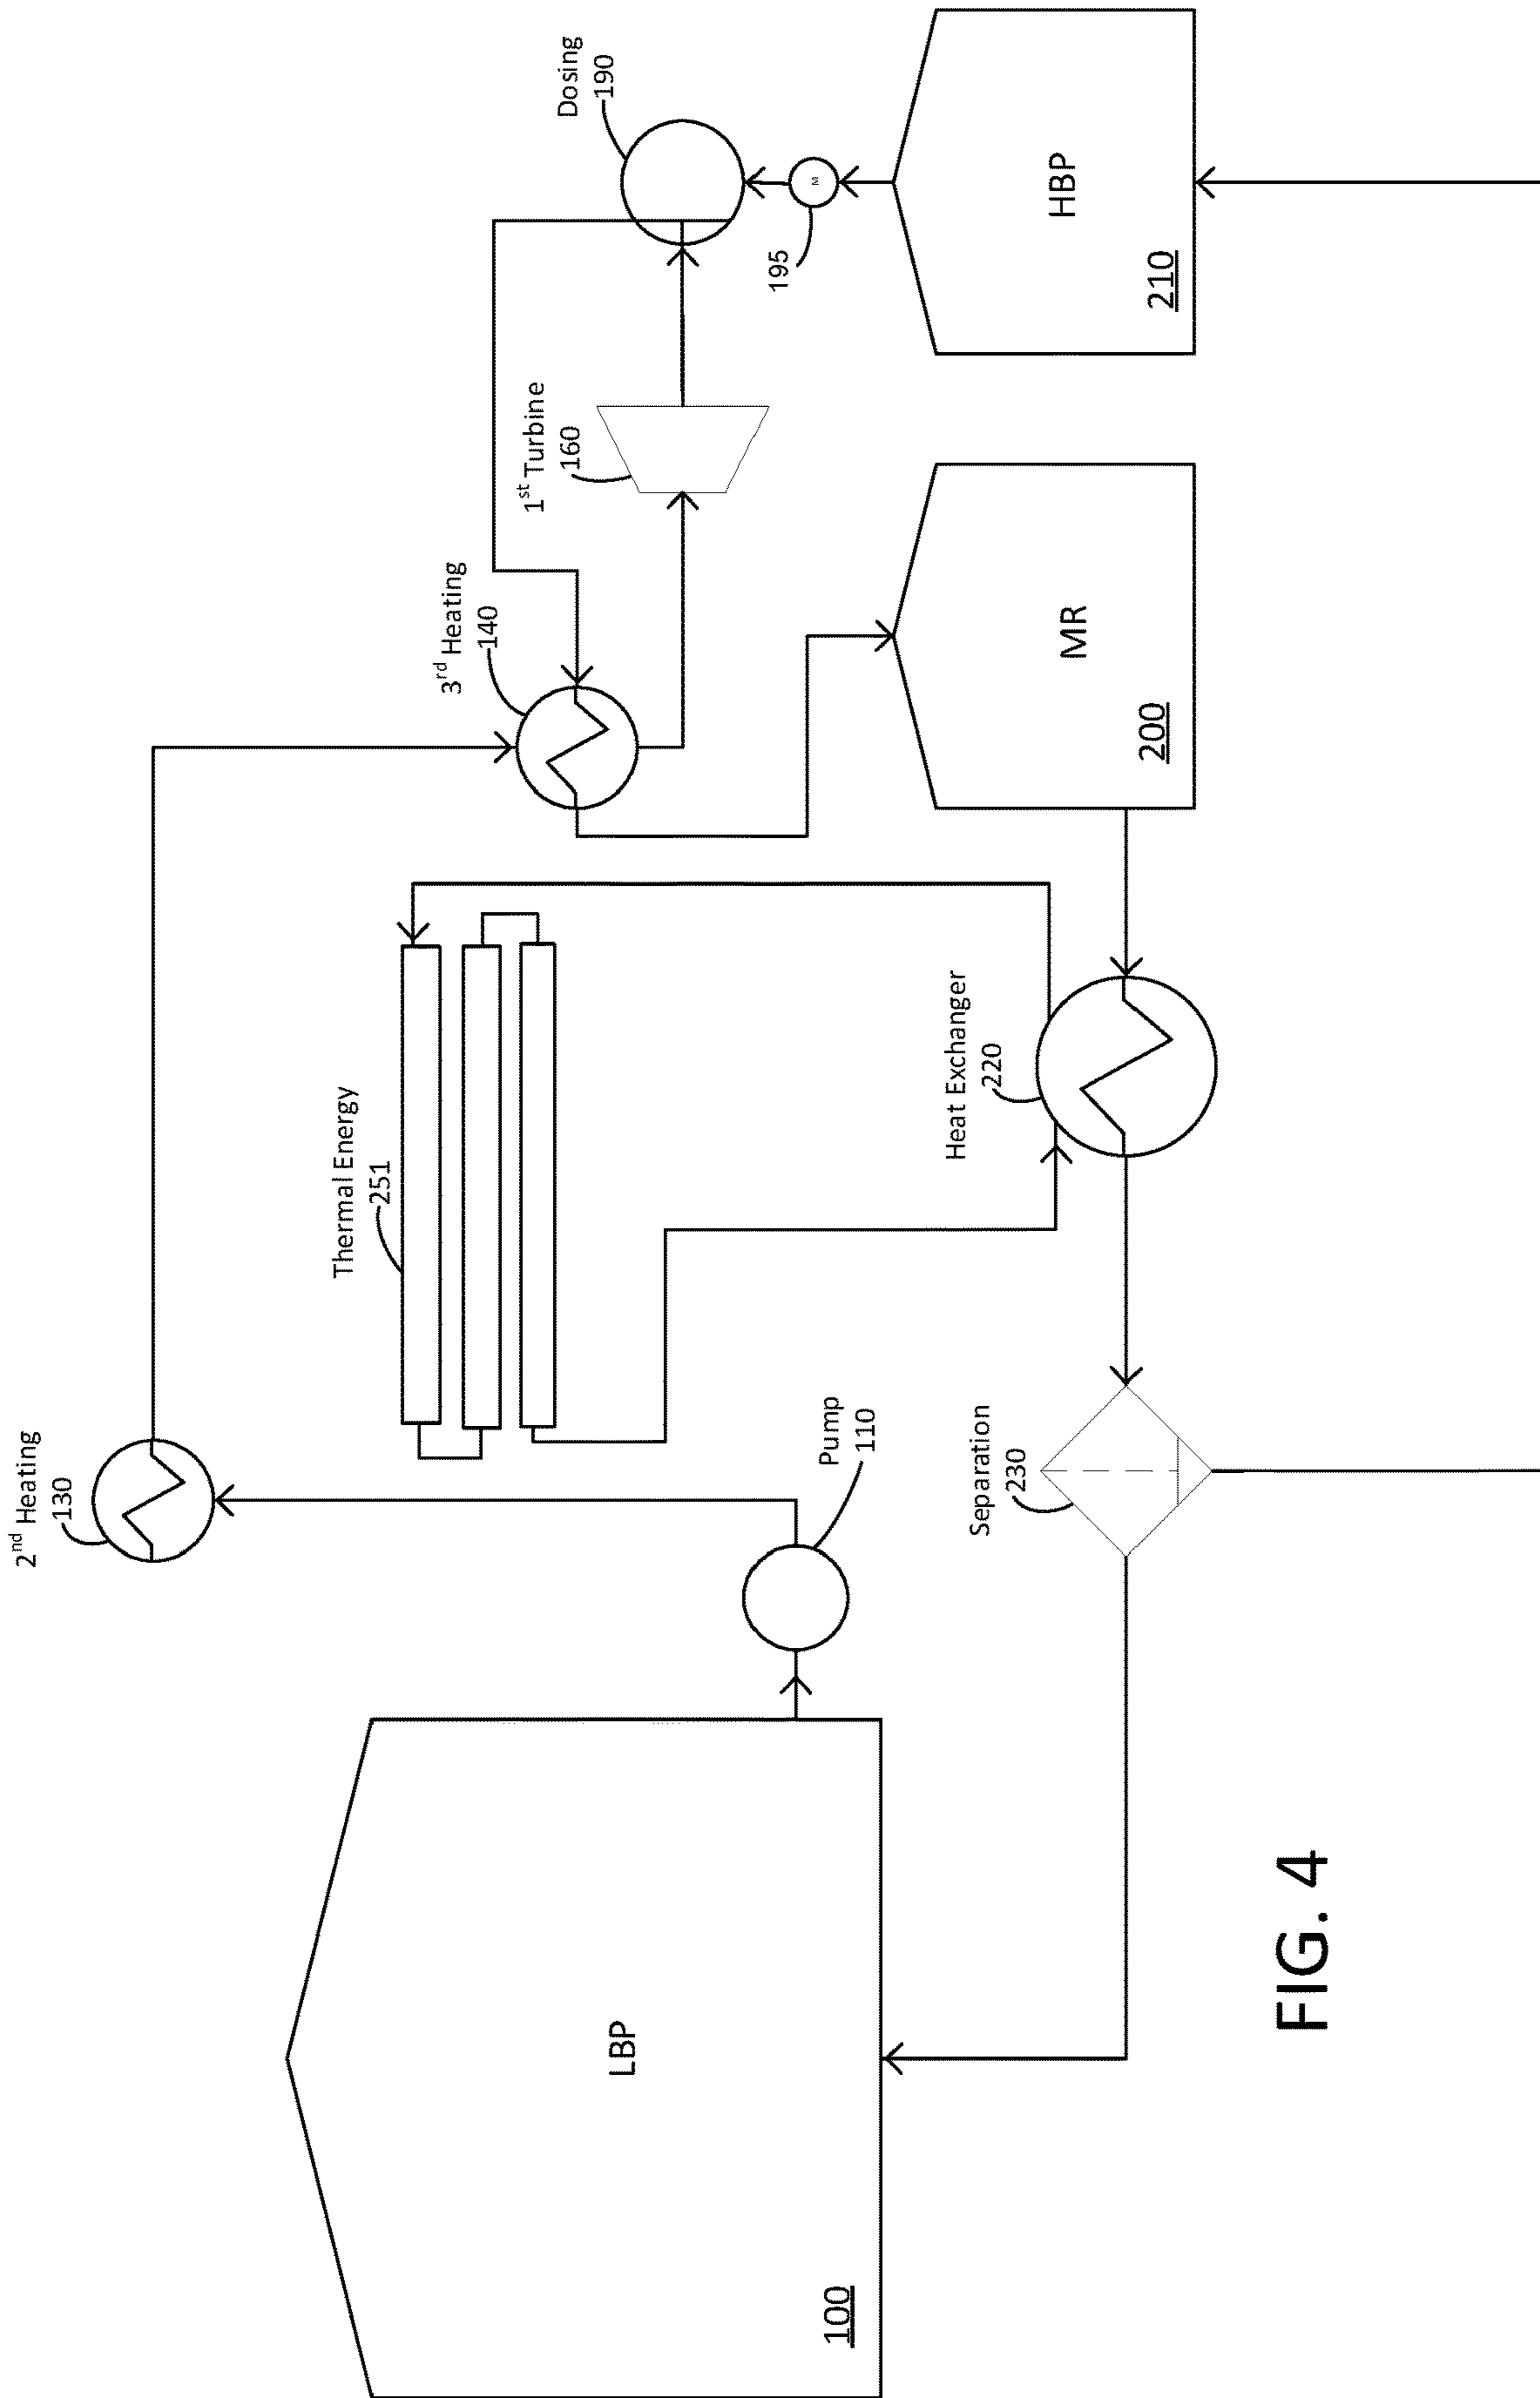 2nd Heating
130
Thermal Energy
251
3rd Heating
140
1st Turbine
160
Dosing
190
195
M
LBP
100
Pump
110
Separation
230
Heat Exchanger
220
MR
200
HBP
210
FIG. 4